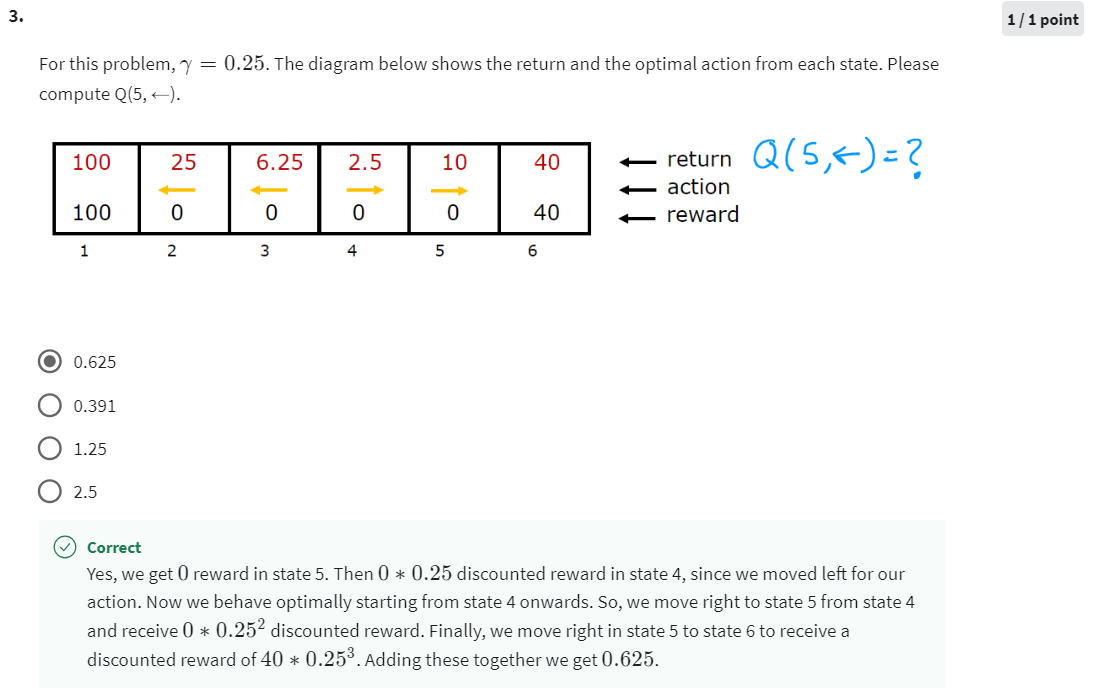 3.
1 / 1 point
For this problem, γ = 0.25. The diagram below shows the return and the optimal action from each state. Please
compute Q(5, ←).
100 25 6.25 2.5 10 40 ← return Q(5,←)=?
← ← → → ← action
100 0 0 0 0 40 ← reward
1 2 3 4 5 6
0.625
0.391
1.25
2.5
Correct
Yes, we get 0 reward in state 5. Then 0 * 0.25 discounted reward in state 4, since we moved left for our
action. Now we behave optimally starting from state 4 onwards. So, we move right to state 5 from state 4
and receive 0 * 0.25² discounted reward. Finally, we move right in state 5 to state 6 to receive a
discounted reward of 40 * 0.25³. Adding these together we get 0.625.